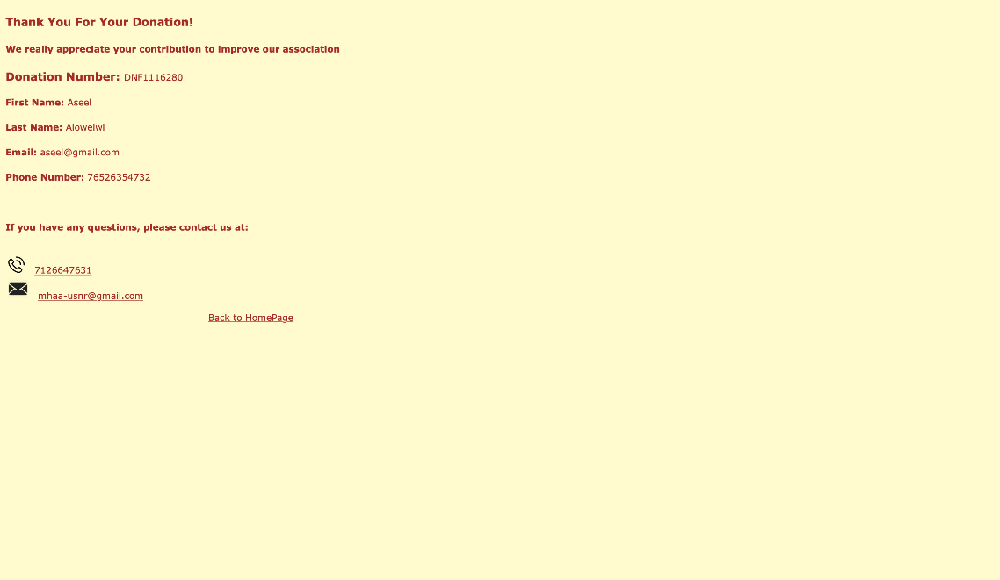 Thank You For Your Donation!
We really appreciate your contribution to improve our association
Donation Number: DNF1116280
First Name: Aseel
Last Name: Aloweiwi
Email: aseel@gmail.com
Phone Number: 76526354732
If you have any questions, please contact us at:
7126647631
mhaa-usnr@gmail.com
Back to HomePage